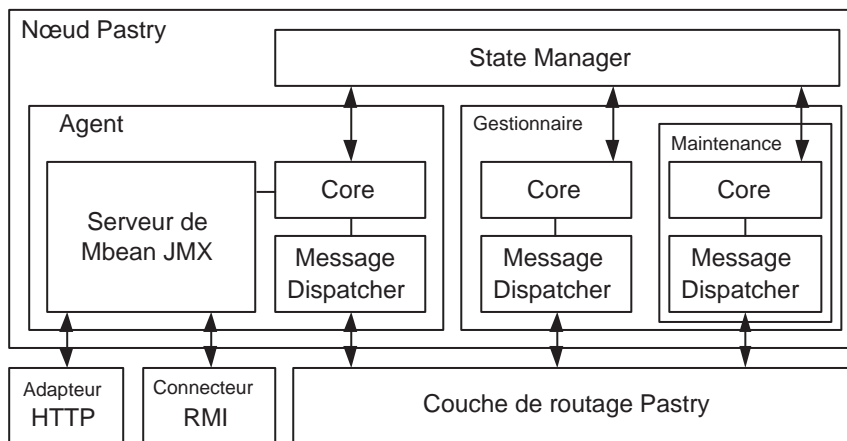 Nœud Pastry
State Manager
Agent
Gestionnaire
Maintenance
Serveur de
Mbean JMX
Core
Core
Core
Message
Dispatcher
Message
Dispatcher
Message
Dispatcher
Adapteur
HTTP
Connecteur
RMI
Couche de routage Pastry